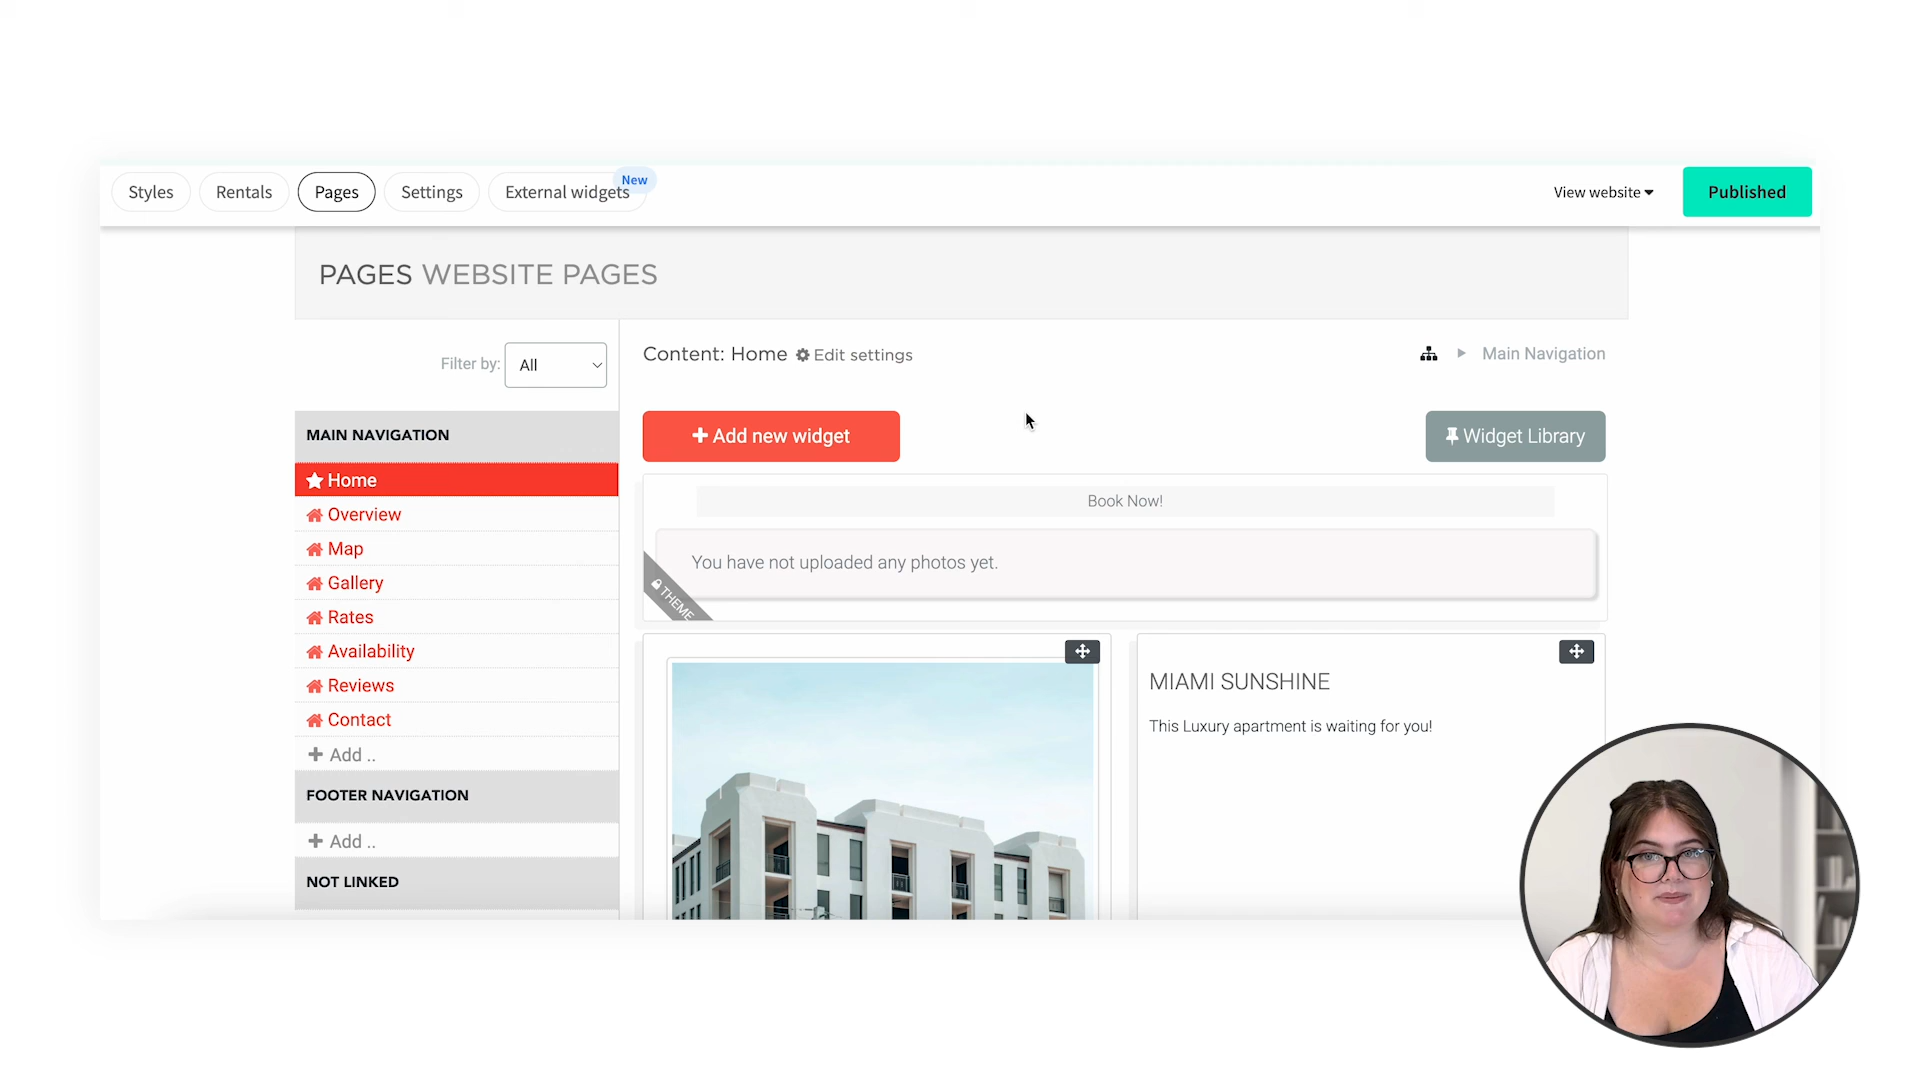 Styles
Rentals
Pages
Settings
External widgets
New
View website
Published
PAGES WEBSITE PAGES
Filter by:
All
Content: Home
Edit settings
Main Navigation
MAIN NAVIGATION
Add new widget
Widget Library
Home
Overview
Map
Gallery
Rates
Availability
Reviews
Contact
Add ..
FOOTER NAVIGATION
Add ..
NOT LINKED
Book Now!
You have not uploaded any photos yet.
THEME
MIAMI SUNSHINE
This Luxury apartment is waiting for you!